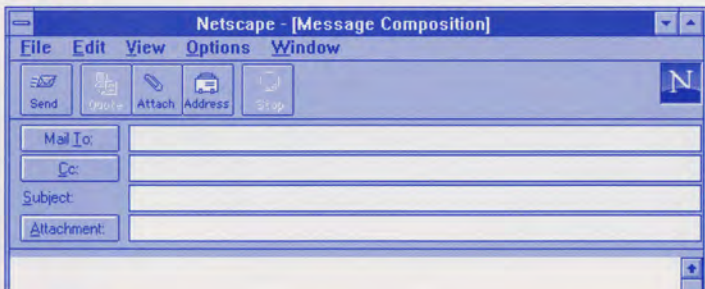 Netscape - [Message Composition]
File Edit View Options Window
Send Quote Attach Address Stop
N
Mail To:
Cc:
Subject:
Attachment: